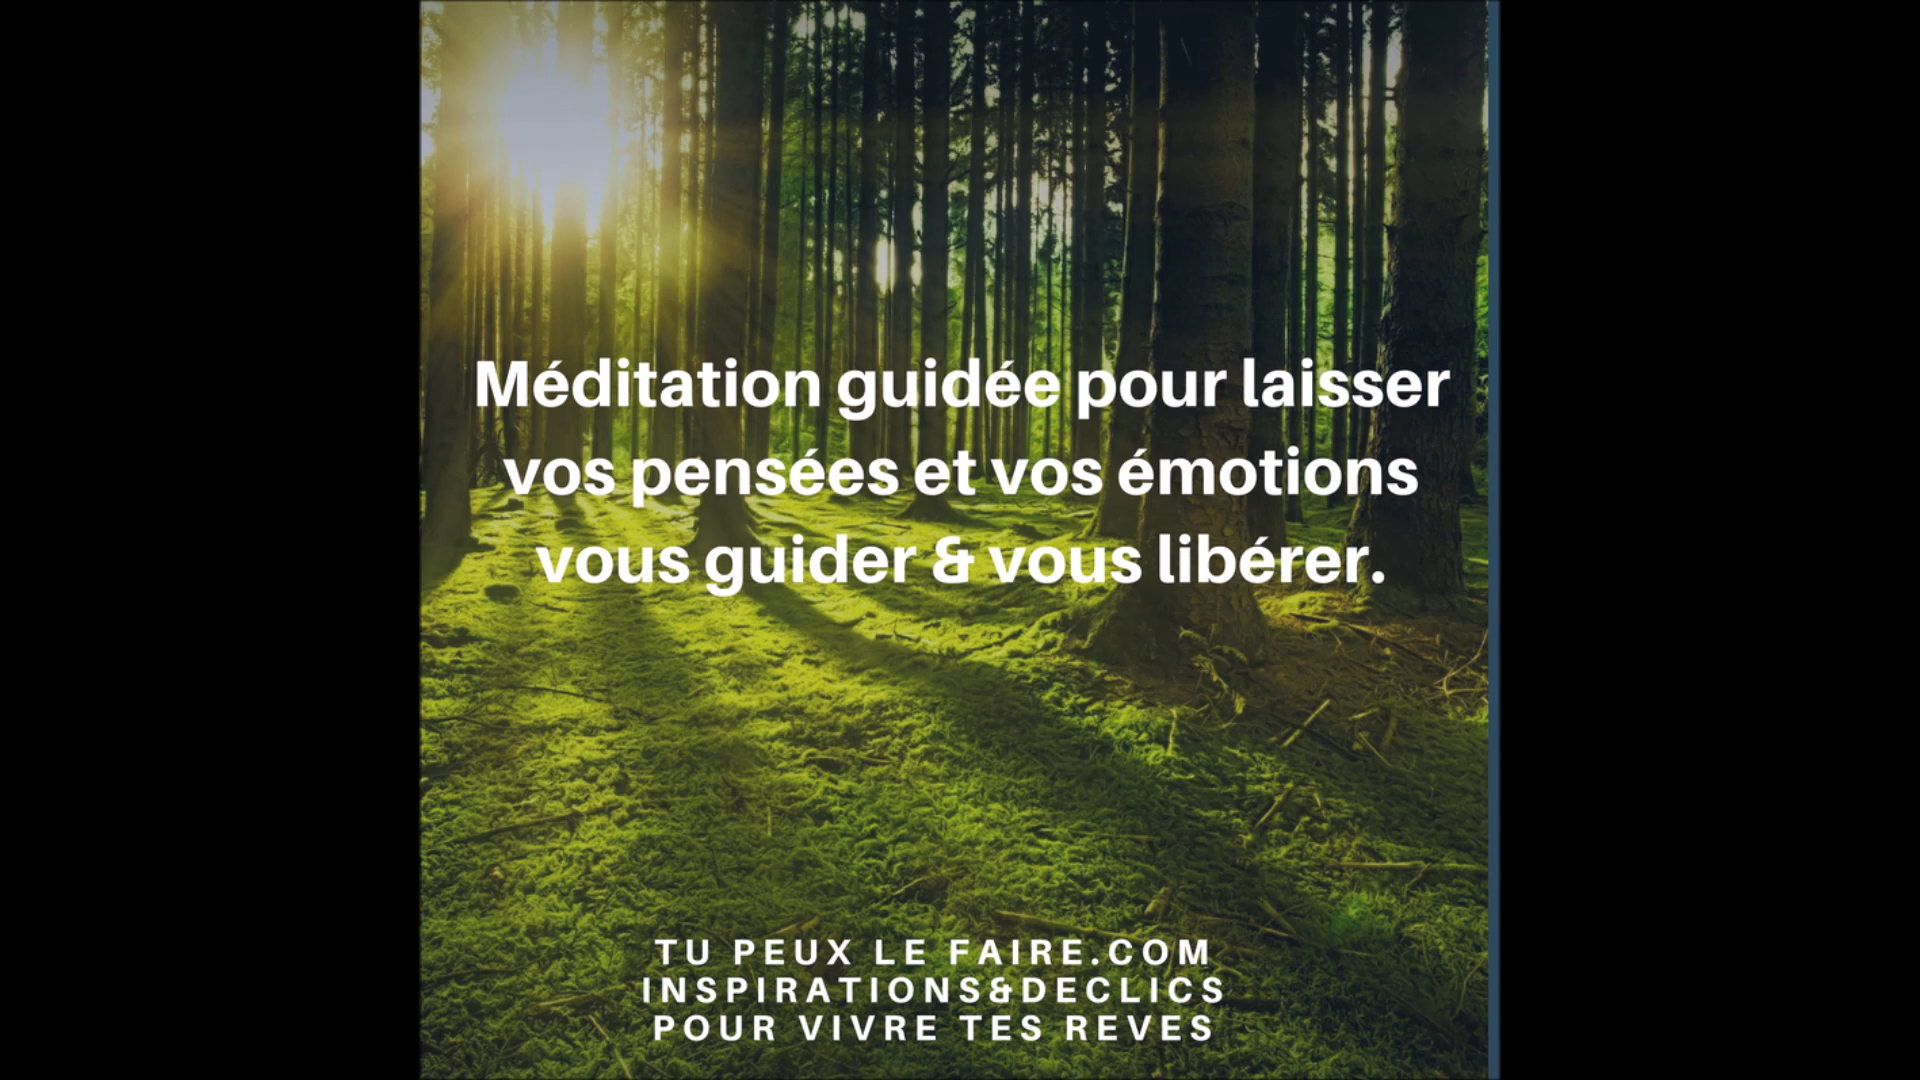 Méditation guidée pour laisser
vos pensées et vos émotions
vous guider & vous libérer.
TU PEUX LE FAIRE.COM
INSPIRATIONS&DECLICS
POUR VIVRE TES REVES